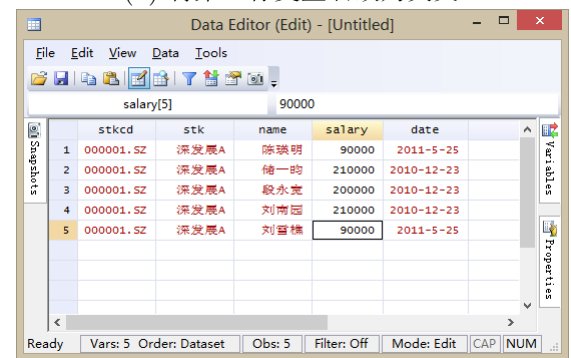 Data Editor (Edit) - [Untitled]
File Edit View Data Tools
salary[5] 90000
Snapshots
stkcd stk name salary date
1 000001.SZ 深发展A 陈瑛明 90000 2011-5-25
2 000001.SZ 深发展A 储一昀 210000 2010-12-23
3 000001.SZ 深发展A 段永宽 200000 2010-12-23
4 000001.SZ 深发展A 刘南园 210000 2010-12-23
5 000001.SZ 深发展A 刘雪樵 90000 2011-5-25
Variables
Properties
Ready Vars: 5 Order: Dataset Obs: 5 Filter: Off Mode: Edit CAP NUM